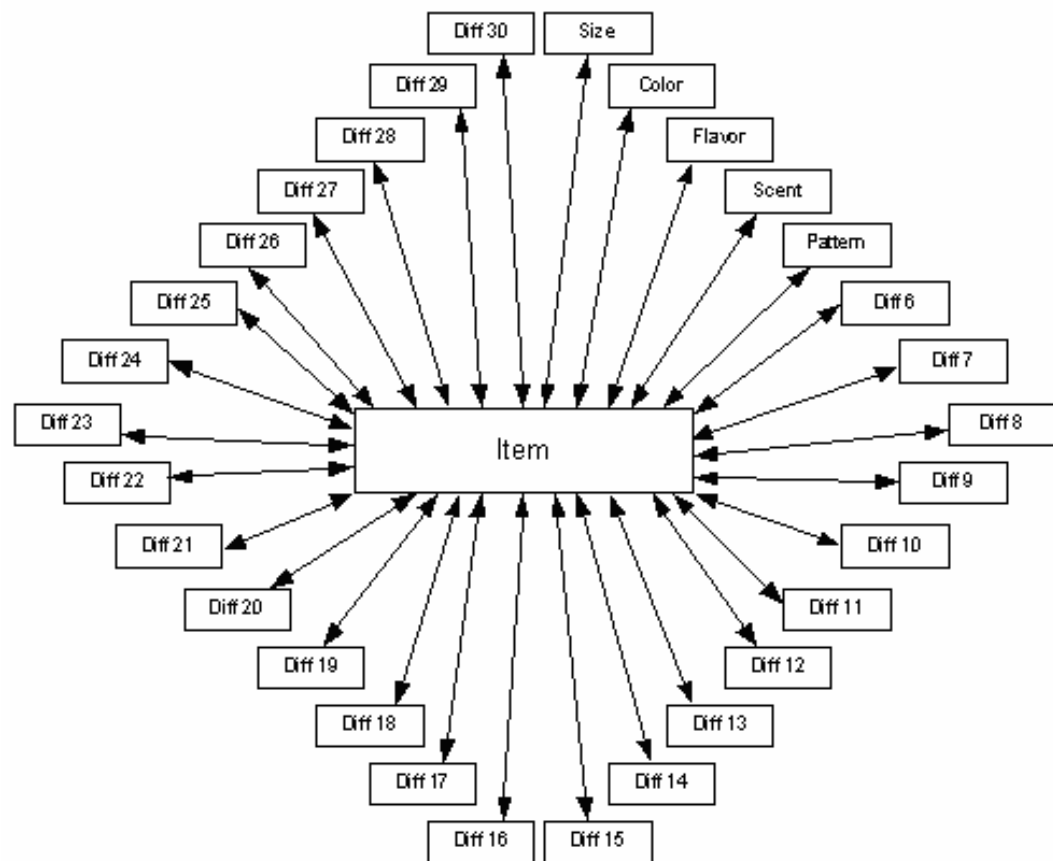 Diff 30
Size
Diff 29
Color
Diff 28
Flavor
Diff 27
Scent
Diff 26
Pattern
Diff 25
Diff 6
Diff 24
Diff 7
Diff 23
Diff 8
Item
Diff 22
Diff 9
Diff 21
Diff 10
Diff 20
Diff 11
Diff 19
Diff 12
Diff 18
Diff 13
Diff 17
Diff 14
Diff 16
Diff 15